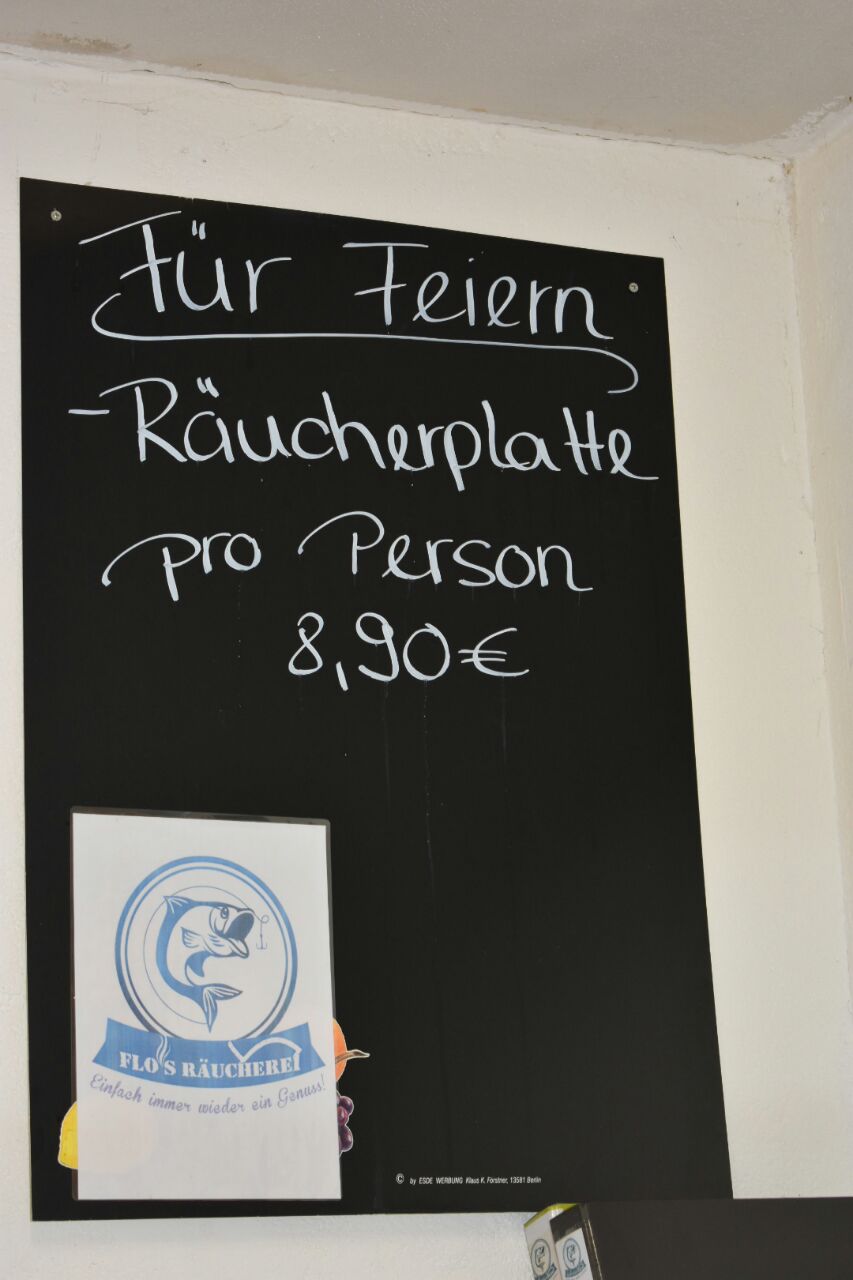 Für Feiern
- Räucherplatte
pro Person
8,90€
FLO'S RÄUCHEREI
Einfach immer wieder ein Genuss!
© by ESDE WERBUNG Klaus K. Förstner, 13581 Berlin